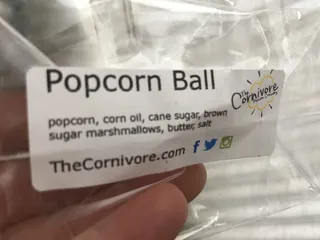 Popcorn Ball
The
Cornivore
popcorn, corn oil, cane sugar, brown
sugar marshmallows, butter, salt
TheCornivore.com